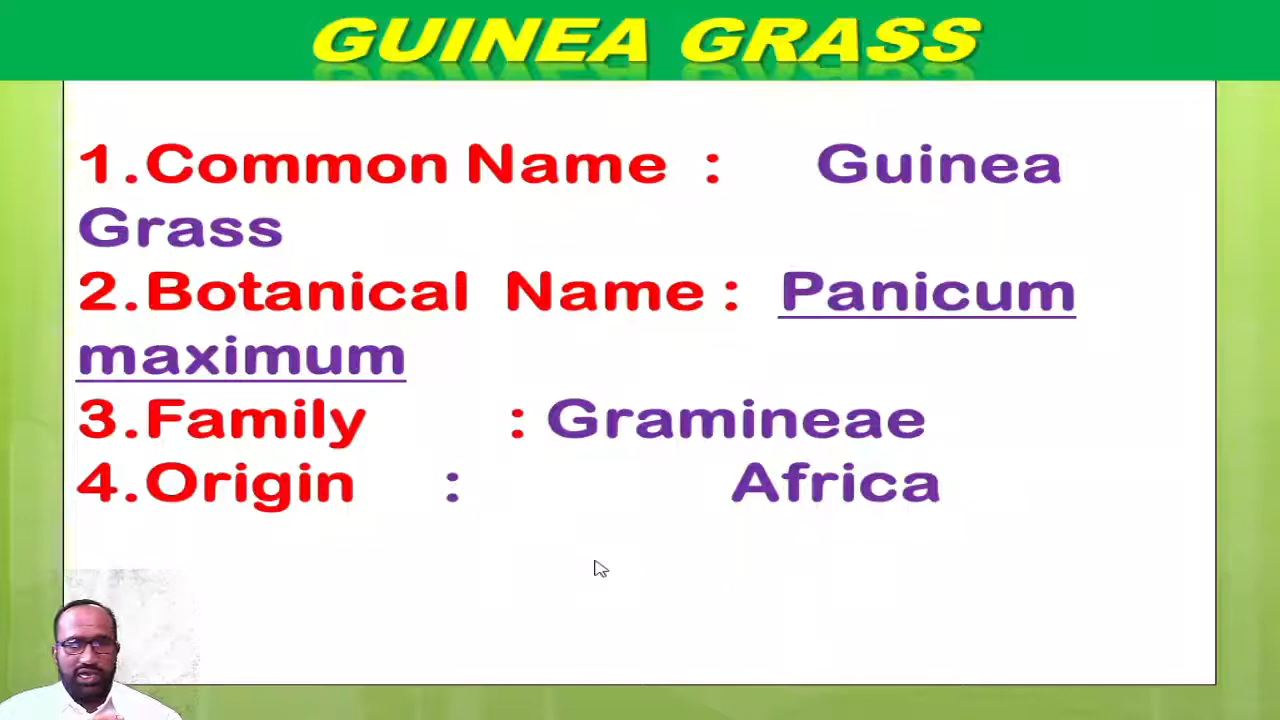 GUINEA GRASS
1.Common Name : Guinea
Grass
2.Botanical Name : Panicum
maximum
3.Family : Gramineae
4.Origin : Africa